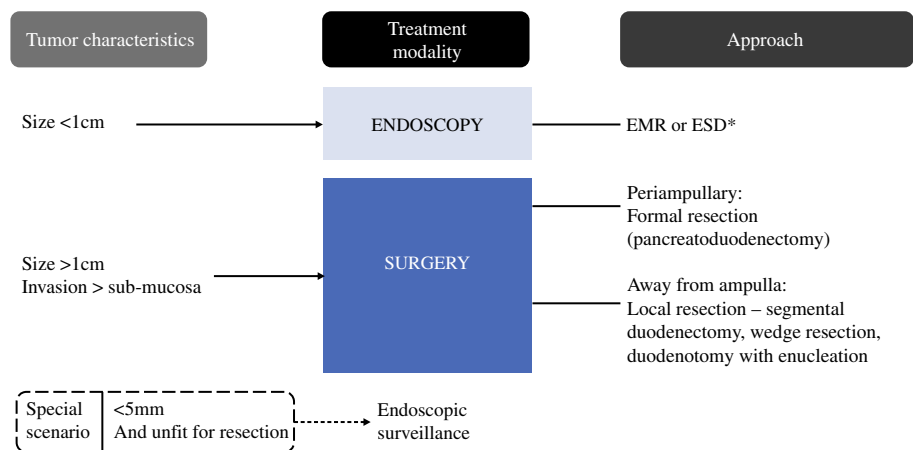 Tumor characteristics
Treatment
modality
Approach
Size <1cm
ENDOSCOPY
EMR or ESD*
Size >1cm
Invasion > sub-mucosa
SURGERY
Periampullary:
Formal resection
(pancreatoduodenectomy)
Away from ampulla:
Local resection – segmental
duodenectomy, wedge resection,
duodenotomy with enucleation
Special
scenario
<5mm
And unfit for resection
Endoscopic
surveillance